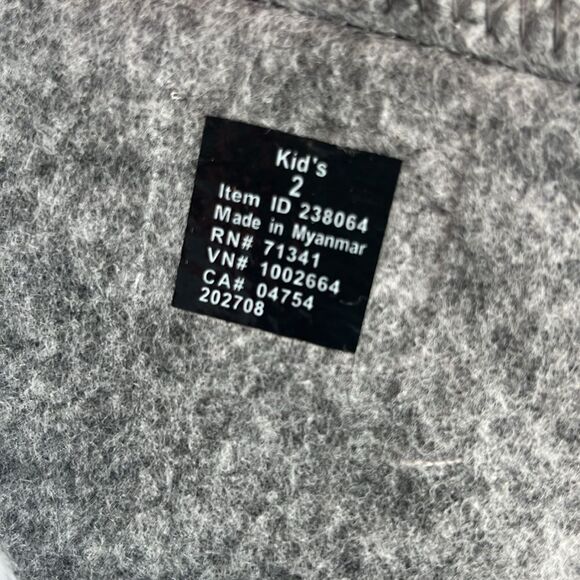 Kid's
2
Item ID 238064
Made in Myanmar
RN# 71341
VN# 1002664
CA# 04754
202708